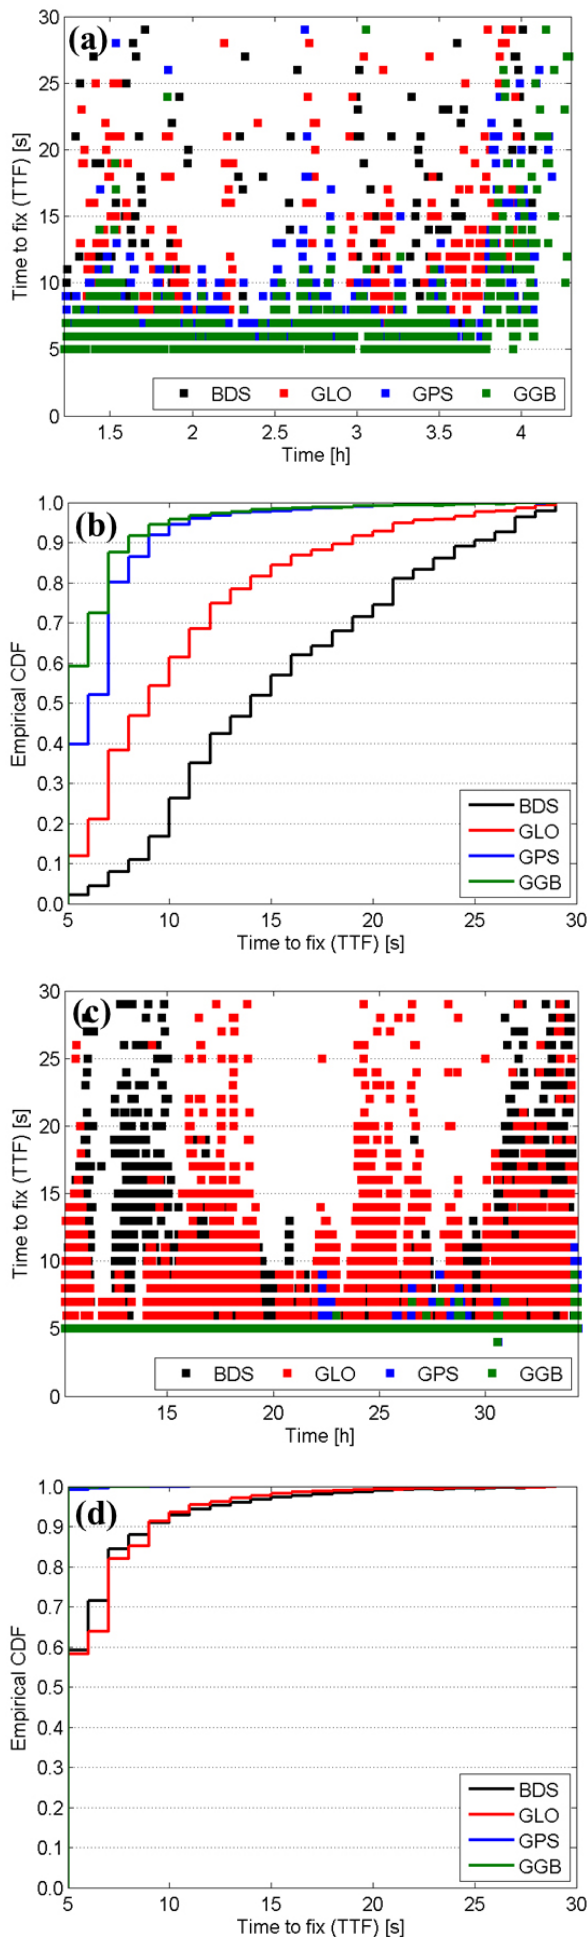 (a)
30
25
20
15
10
5
0
Time to fix (TTF) [s]
BDS GLO GPS GGB
1.5 2 2.5 3 3.5 4
Time [h]
(b)
1.0
0.9
0.8
0.7
0.6
0.5
0.4
0.3
0.2
0.1
0.0
Empirical CDF
BDS
GLO
GPS
GGB
5 10 15 20 25 30
Time to fix (TTF) [s]
(c)
30
25
20
15
10
5
0
Time to fix (TTF) [s]
BDS GLO GPS GGB
15 20 25 30
Time [h]
(d)
1.0
0.9
0.8
0.7
0.6
0.5
0.4
0.3
0.2
0.1
0.0
Empirical CDF
BDS
GLO
GPS
GGB
5 10 15 20 25 30
Time to fix (TTF) [s]